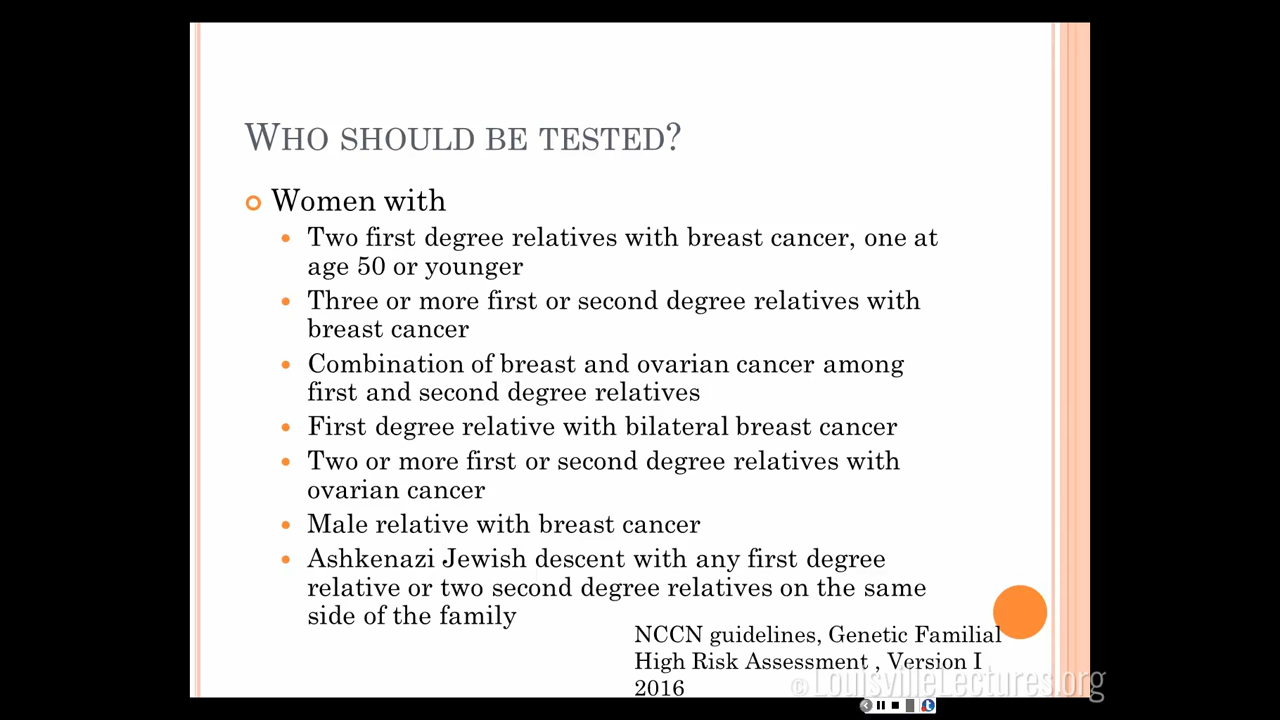 WHO SHOULD BE TESTED?
Women with
Two first degree relatives with breast cancer, one at
age 50 or younger
Three or more first or second degree relatives with
breast cancer
Combination of breast and ovarian cancer among
first and second degree relatives
First degree relative with bilateral breast cancer
Two or more first or second degree relatives with
ovarian cancer
Male relative with breast cancer
Ashkenazi Jewish descent with any first degree
relative or two second degree relatives on the same
side of the family
NCCN guidelines, Genetic Familial
High Risk Assessment , Version I
2016
© LouisvilleLectures.org